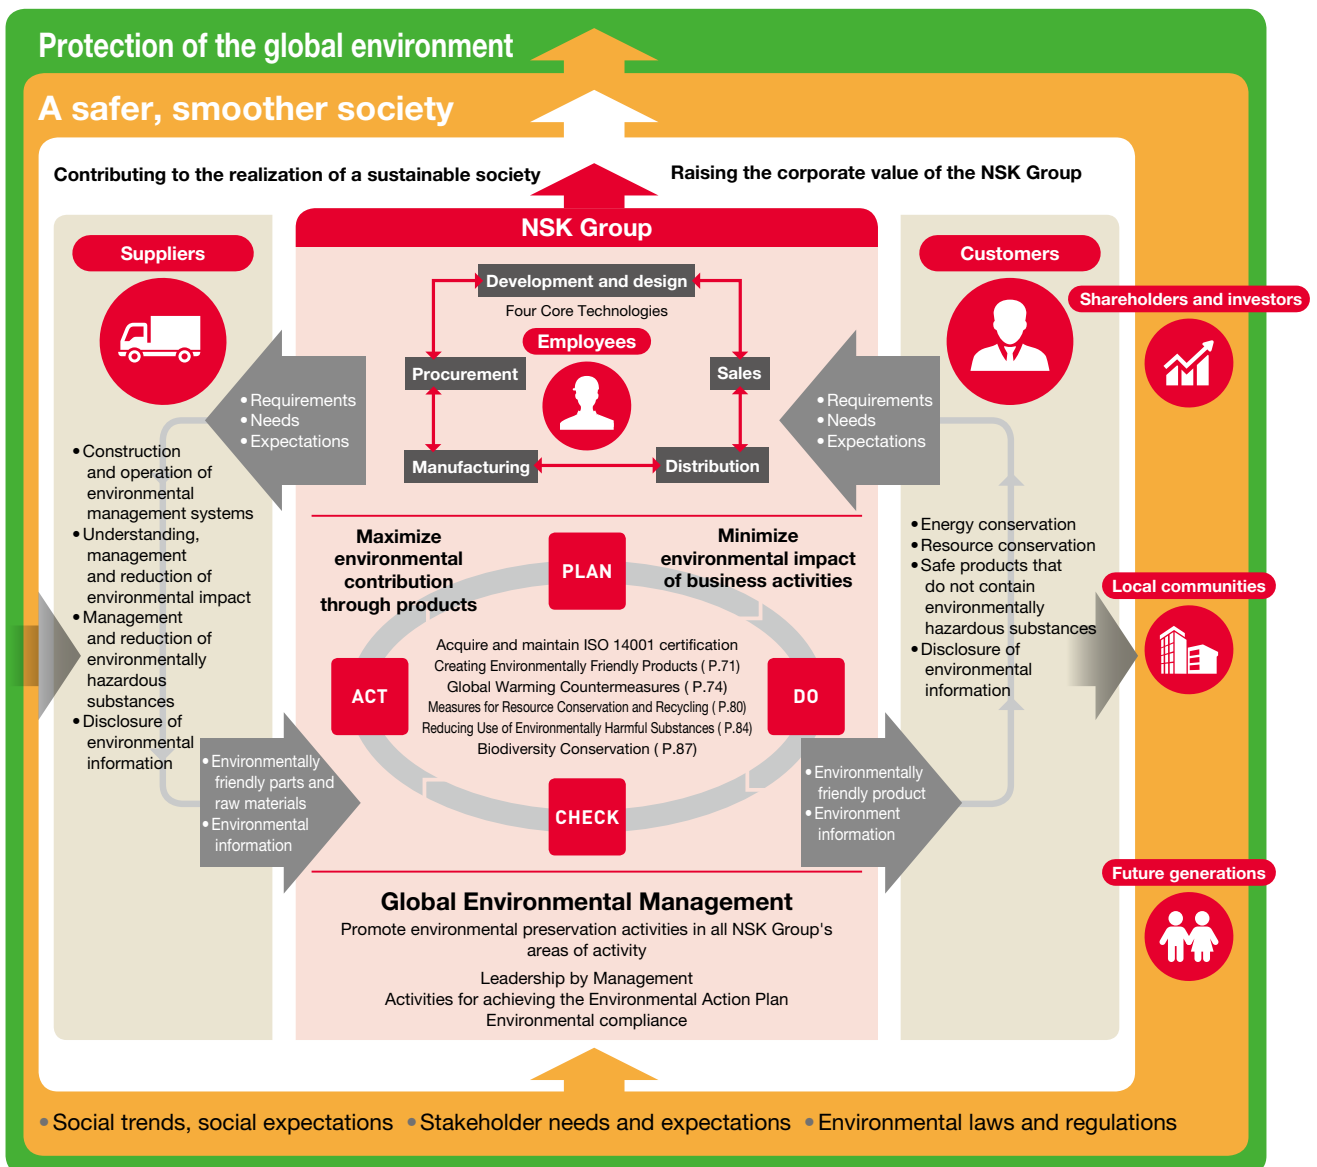 Protection of the global environment
A safer, smoother society
Contributing to the realization of a sustainable society
Raising the corporate value of the NSK Group
NSK Group
Suppliers
• Requirements
• Needs
• Expectations
• Construction
and operation of
environmental
management systems
• Understanding,
management
and reduction of
environmental impact
• Management
and reduction of
environmentally
hazardous
substances
• Disclosure of
environmental
information
• Environmentally
friendly parts and
raw materials
• Environmental
information
Development and design
Four Core Technologies
Employees
Procurement
Sales
Manufacturing
Distribution
Maximize
environmental
contribution
through products
Minimize
environmental impact
of business activities
PLAN
ACT
DO
CHECK
Acquire and maintain ISO 14001 certification
Creating Environmentally Friendly Products ( P.71)
Global Warming Countermeasures ( P.74)
Measures for Resource Conservation and Recycling ( P.80)
Reducing Use of Environmentally Harmful Substances ( P.84)
Biodiversity Conservation ( P.87)
Global Environmental Management
Promote environmental preservation activities in all NSK Group's
areas of activity
Leadership by Management
Activities for achieving the Environmental Action Plan
Environmental compliance
Customers
• Requirements
• Needs
• Expectations
• Energy conservation
• Resource conservation
• Safe products that
do not contain
environmentally
hazardous substances
• Disclosure of
environmental
information
• Environmentally
friendly product
• Environment
information
Shareholders and investors
Local communities
Future generations
• Social trends, social expectations • Stakeholder needs and expectations • Environmental laws and regulations